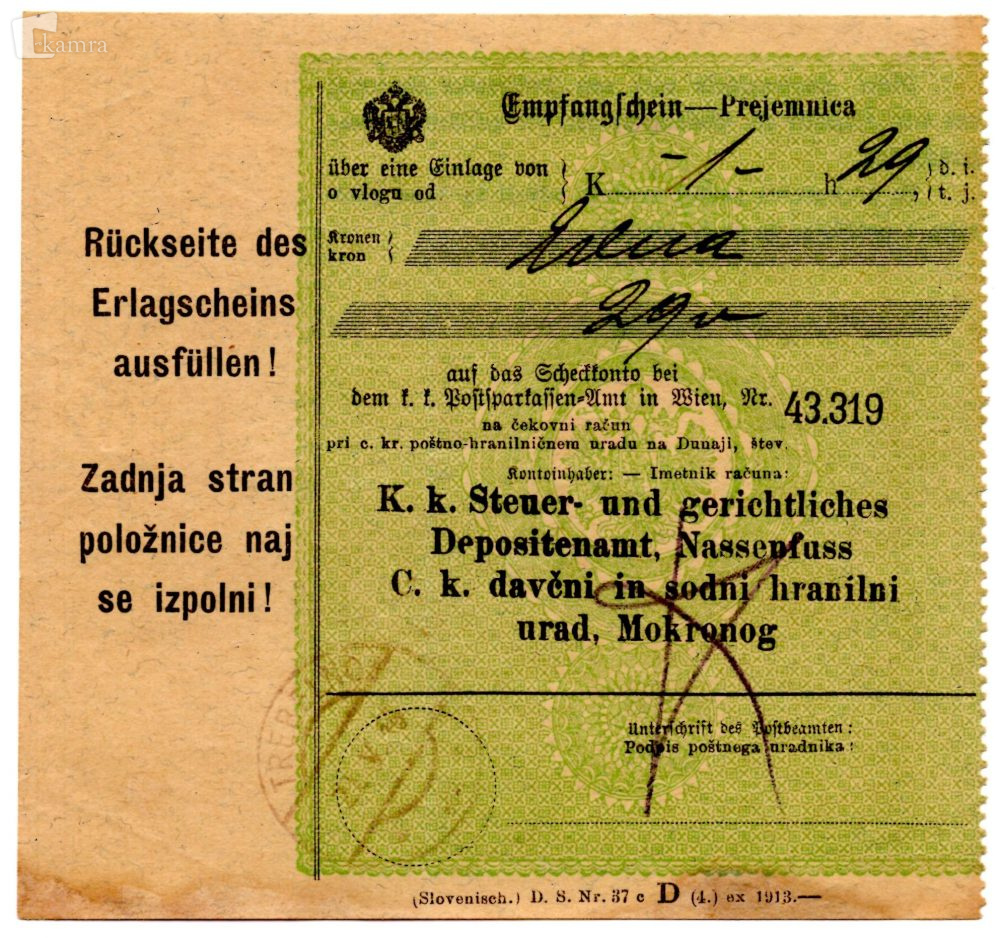 kamra
Empfangschein—Prejemnica
über eine Einlage von
o vlogu od
K -1- h 29, d. i.
t. j.
Kronen
kron
29
auf das Scheckkonto bei
dem k. k. Postsparkassen-Amt in Wien, Nr. 43.319
na čekovni račun
pri c. kr. poštno-hranilničnem uradu na Dunaji, štev.
Kontoinhaber: — Imetnik računa:
K. k. Steuer- und gerichtliches
Depositenamt, Nassenfuss
C. k. davčni in sodni hranilni
urad, Mokronog
Unterschrift des Postbeamten:
Podpis poštnega uradnika:
Rückseite des
Erlagscheins
ausfüllen!
Zadnja stran
položnice naj
se izpolni!
(Slovenisch.) D. S. Nr. 37 c D (4.) ex 1913.—